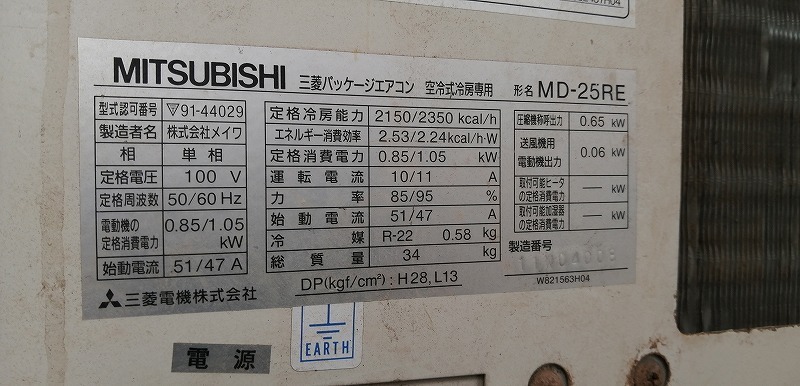 MITSUBISHI 三菱パッケージエアコン 空冷式冷房専用 形名 MD-25RE
型式認可番号 ▽91-44029
製造者名 株式会社メイワ
相 単相
定格電圧 100 V
定格周波数 50/60 Hz
電動機の定格消費電力 0.85/1.05 kW
始動電流 51/47 A
三菱電機株式会社
定格冷房能力 2150/2350 kcal/h
エネルギー消費効率 2.53/2.24 kcal/h·W
定格消費電力 0.85/1.05 kW
運転電流 10/11 A
力率 85/95 %
始動電流 51/47 A
冷媒 R-22 0.58 kg
総質量 34 kg
DP(kgf/cm²) : H28, L13
圧縮機称呼出力 0.65 kW
送風機用電動機出力 0.06 kW
取付可能ヒータの定格消費電力 — kW
取付可能加湿器の定格消費電力 — kW
製造番号
W821563H04
EARTH
電源